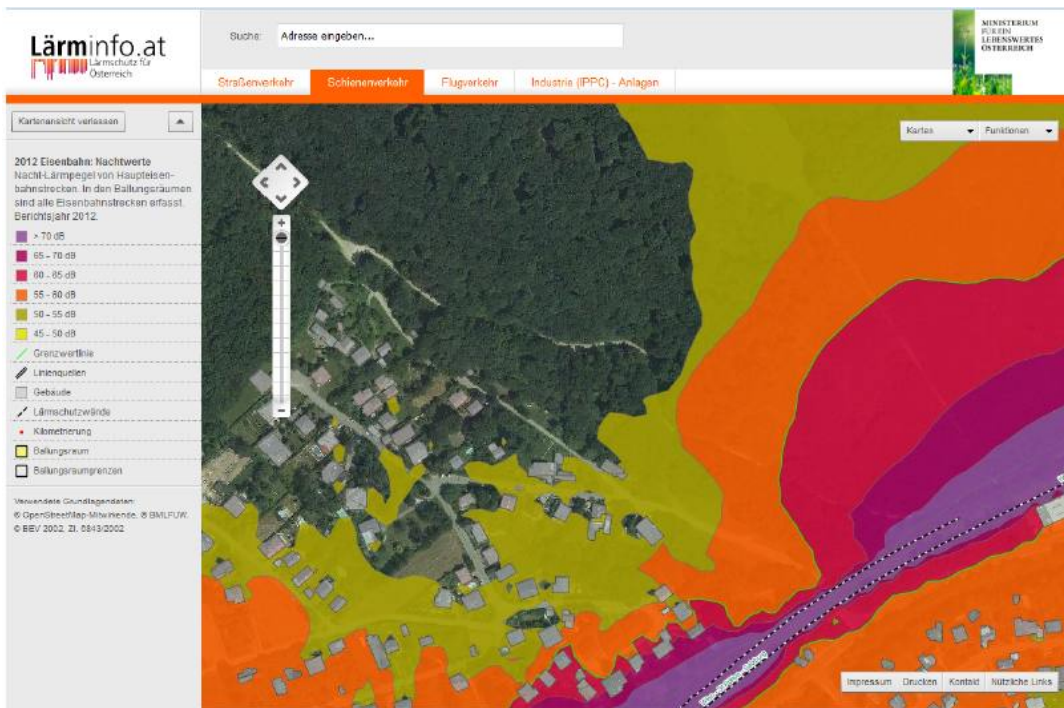 Lärminfo.at
Lärmschutz für
Österreich
Suche: Adresse eingeben...
MINISTERIUM
FÜR EIN
LEBENSWERTES
ÖSTERREICH
Straßenverkehr Schienenverkehr Flugverkehr Industrie (IPPC) - Anlagen
Kartenansicht verlassen
Karten Funktionen
2012 Eisenbahn: Nachtwerte
Nacht-Lärmpegel von Haupteisen-
bahnstrecken. In den Ballungsräumen
sind alle Eisenbahnstrecken erfasst.
Berichtsjahr 2012.
> 70 dB
65 - 70 dB
60 - 65 dB
55 - 60 dB
50 - 55 dB
45 - 50 dB
Grenzwertlinie
Linienquellen
Gebäude
Lärmschutzwände
Kilometrierung
Ballungsraum
Ballungsraumgrenzen
Verwendete Grundlagendaten:
© OpenStreetMap-Mitwirkende, © BMLFUW,
© BEV 2002, Zl. 6843/2002
Impressum Drucken Kontakt Nützliche Links